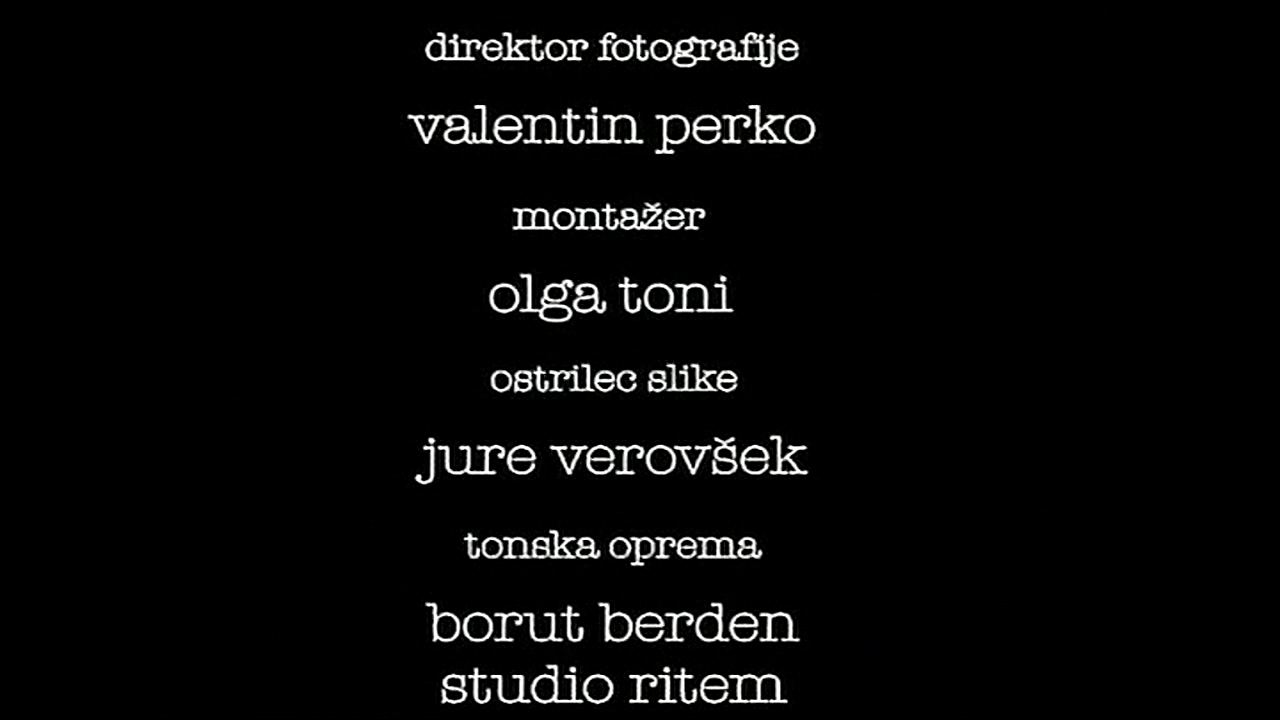 direktor fotografije
valentin perko
montažer
olga toni
ostrilec slike
jure verovšek
tonska oprema
borut berden
studio ritem